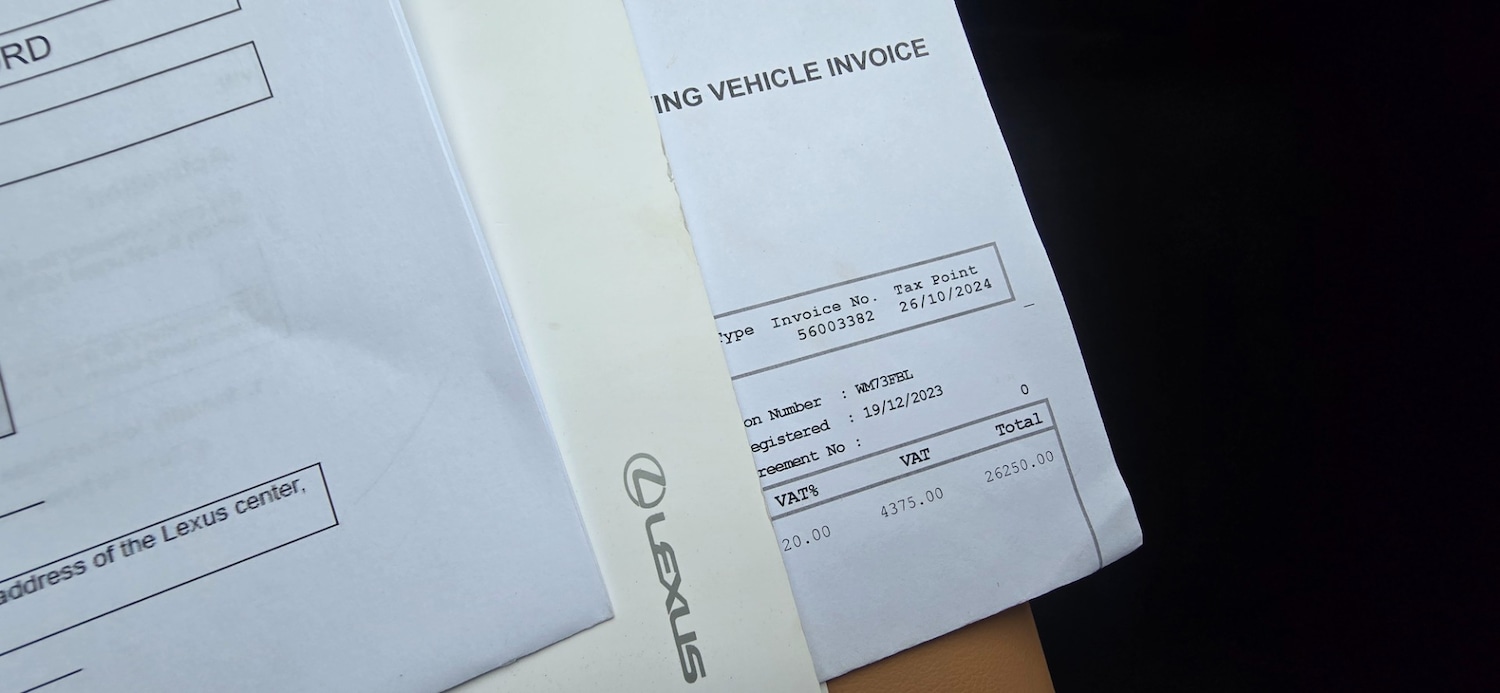 RD
address of the Lexus center,
LEXUS
ING VEHICLE INVOICE
Type Invoice No. Tax Point
56003382 26/10/2024
on Number : WM73FBL
egistered : 19/12/2023
reement No :
0
VAT% VAT Total
20.00 4375.00 26250.00